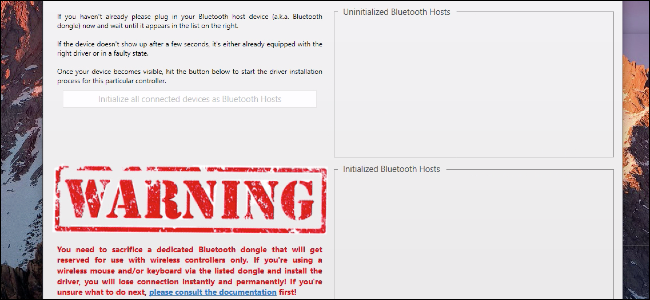 If you haven't already please plug in your Bluetooth host device (a.k.a. Bluetooth
dongle) now and wait until it appears in the list on the right.
If the device doesn't show up after a few seconds, it's either already equipped with the
right driver or in a faulty state.
Once your device becomes visible, hit the button below to start the driver installation
process for this particular controller.
Initialize all connected devices as Bluetooth Hosts
WARNING
You need to sacrifice a dedicated Bluetooth dongle that will get
reserved for use with wireless controllers only. If you're using a
wireless mouse and/or keyboard via the listed dongle and install the
driver, you will lose connection instantly and permanently! If you're
unsure what to do next, please consult the documentation first!
Uninitialized Bluetooth Hosts
Initialized Bluetooth Hosts